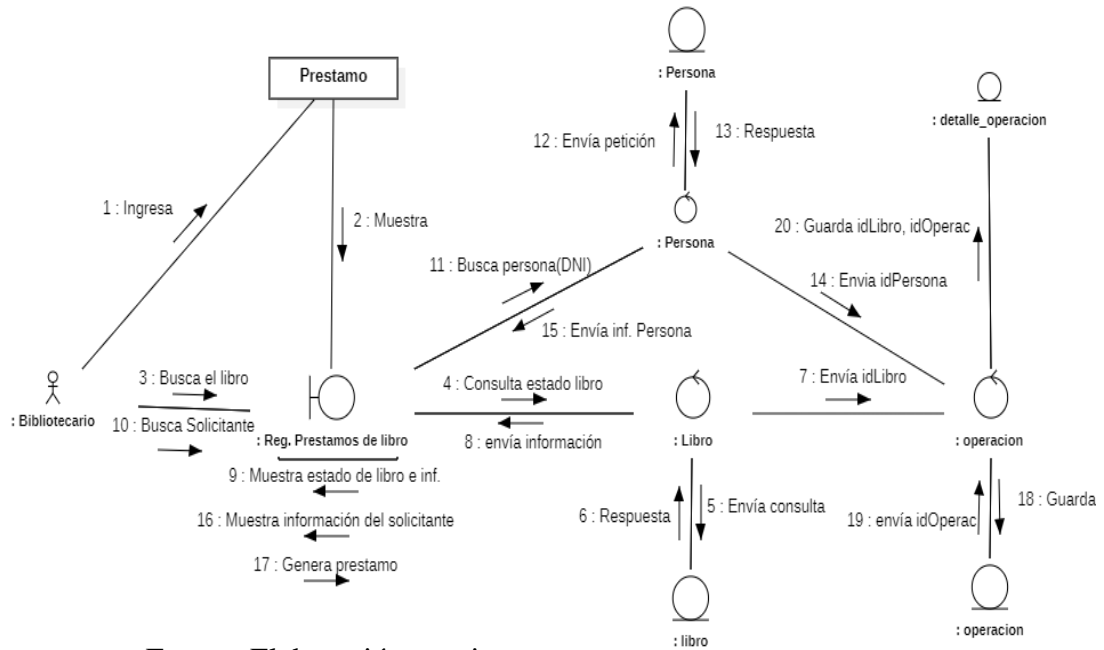 : Persona
Prestamo
: detalle_operacion
12 : Envía petición
13 : Respuesta
1 : Ingresa
2 : Muestra
: Persona
20 : Guarda idLibro, idOperac
11 : Busca persona(DNI)
14 : Envia idPersona
15 : Envía inf. Persona
3 : Busca el libro
4 : Consulta estado libro
7 : Envía idLibro
: Bibliotecario
10 : Busca Solicitante
: Reg. Prestamos de libro
8 : envía información
: Libro
: operacion
9 : Muestra estado de libro e inf.
6 : Respuesta
5 : Envía consulta
18 : Guarda
19 : envía idOperac
16 : Muestra información del solicitante
17 : Genera prestamo
: libro
: operacion